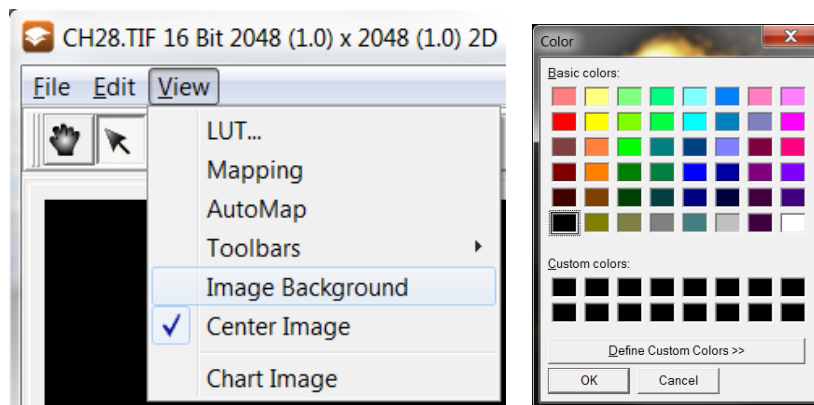 CH28.TIF 16 Bit 2048 (1.0) x 2048 (1.0) 2D
File Edit View
LUT...
Mapping
AutoMap
Toolbars
Image Background
Center Image
Chart Image
Color
Basic colors:
Custom colors:
Define Custom Colors >>
OK Cancel